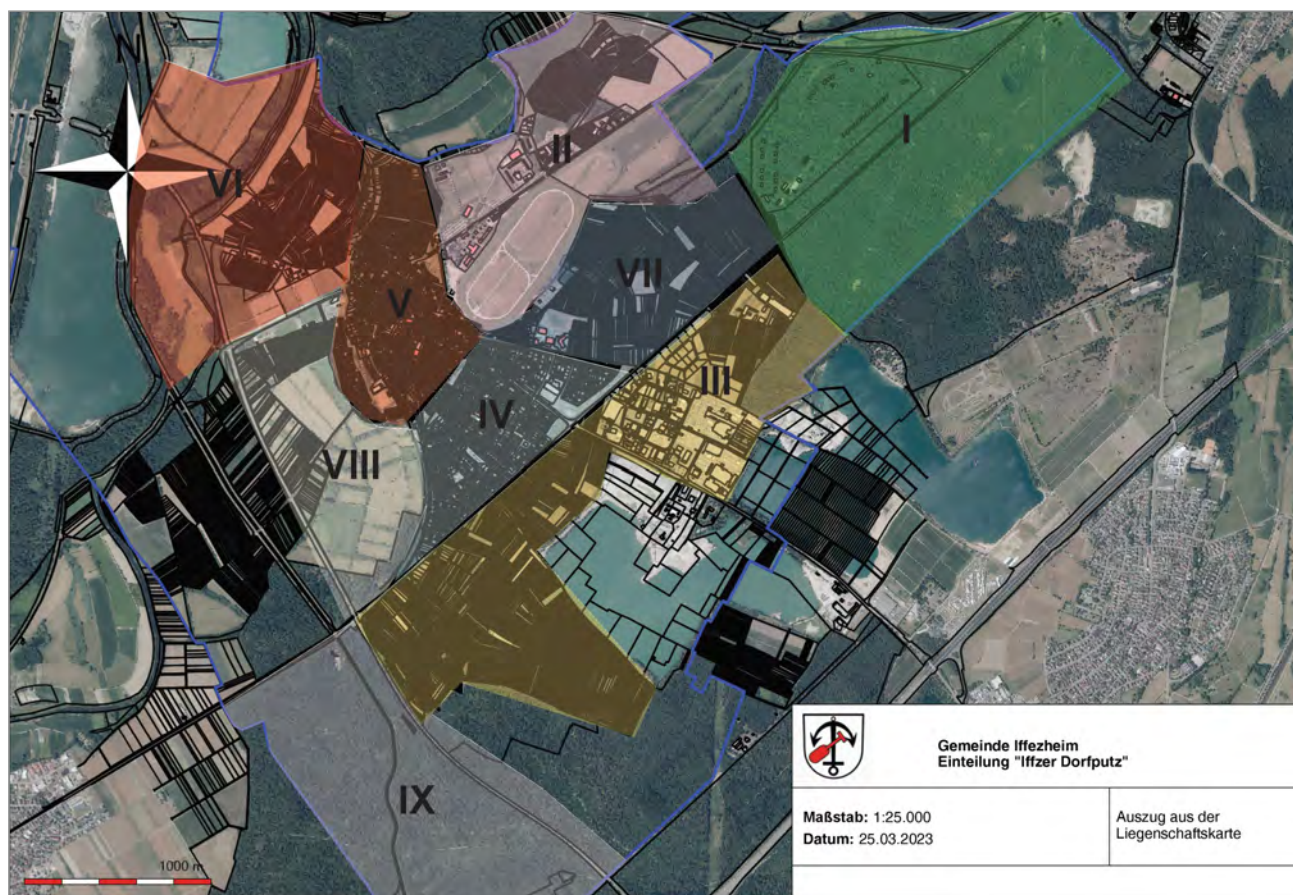 N
I
II
VI
V
VII
III
IV
VIII
IX
1000 m
Gemeinde Iffezheim
Einteilung "Iffzer Dorfputz"
Maßstab: 1:25.000
Datum: 25.03.2023
Auszug aus der
Liegenschaftskarte